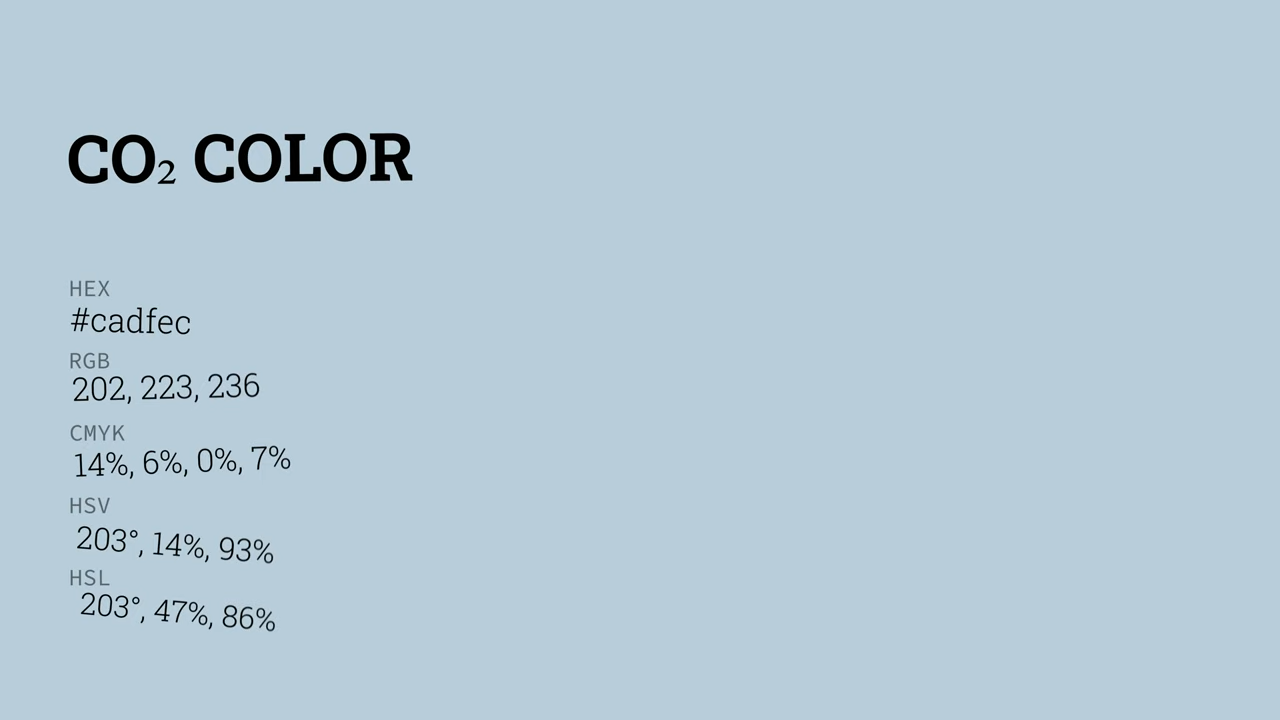 CO₂ COLOR
HEX
#cadfec
RGB
202, 223, 236
CMYK
14%, 6%, 0%, 7%
HSV
203°, 14%, 93%
HSL
203°, 47%, 86%